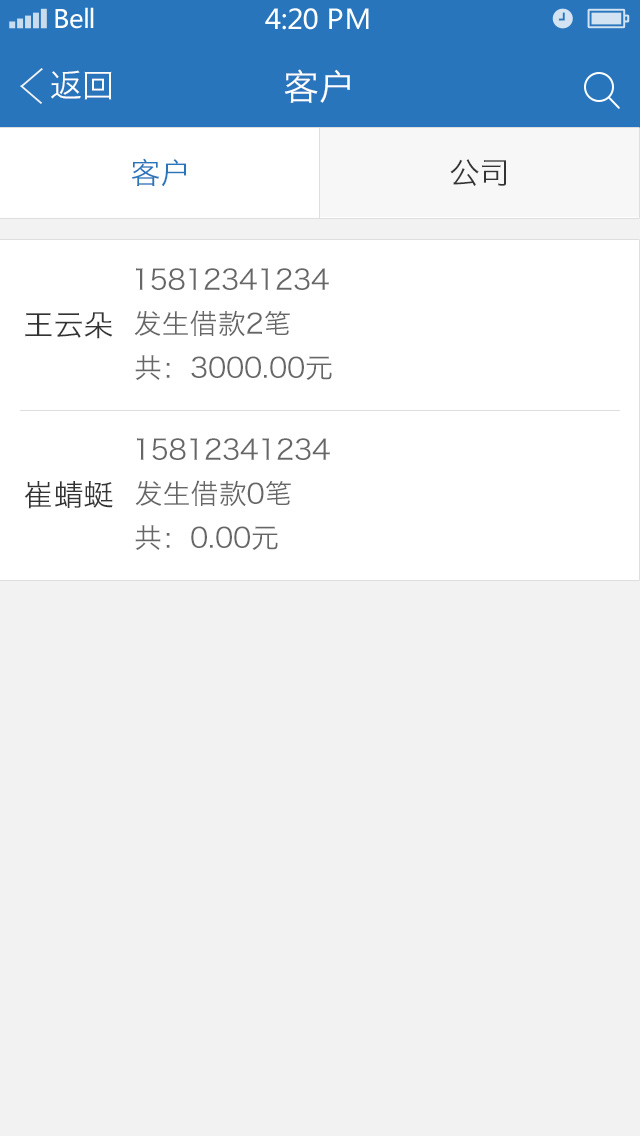 Bell 4:20 PM
返回 客户
客户 公司
15812341234
王云朵 发生借款2笔
共：3000.00元
15812341234
崔蜻蜓 发生借款0笔
共：0.00元